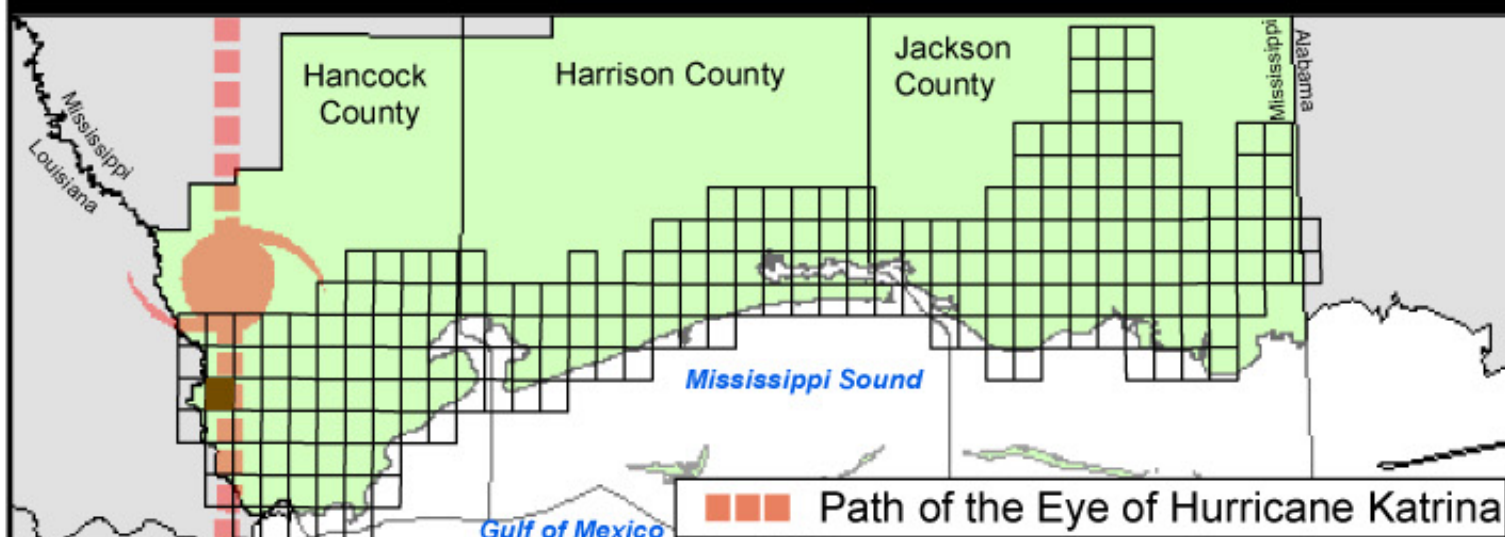 Hancock
County
Harrison County
Jackson
County
Mississippi
Alabama
Mississippi
Louisiana
Mississippi Sound
Gulf of Mexico
Path of the Eye of Hurricane Katrina